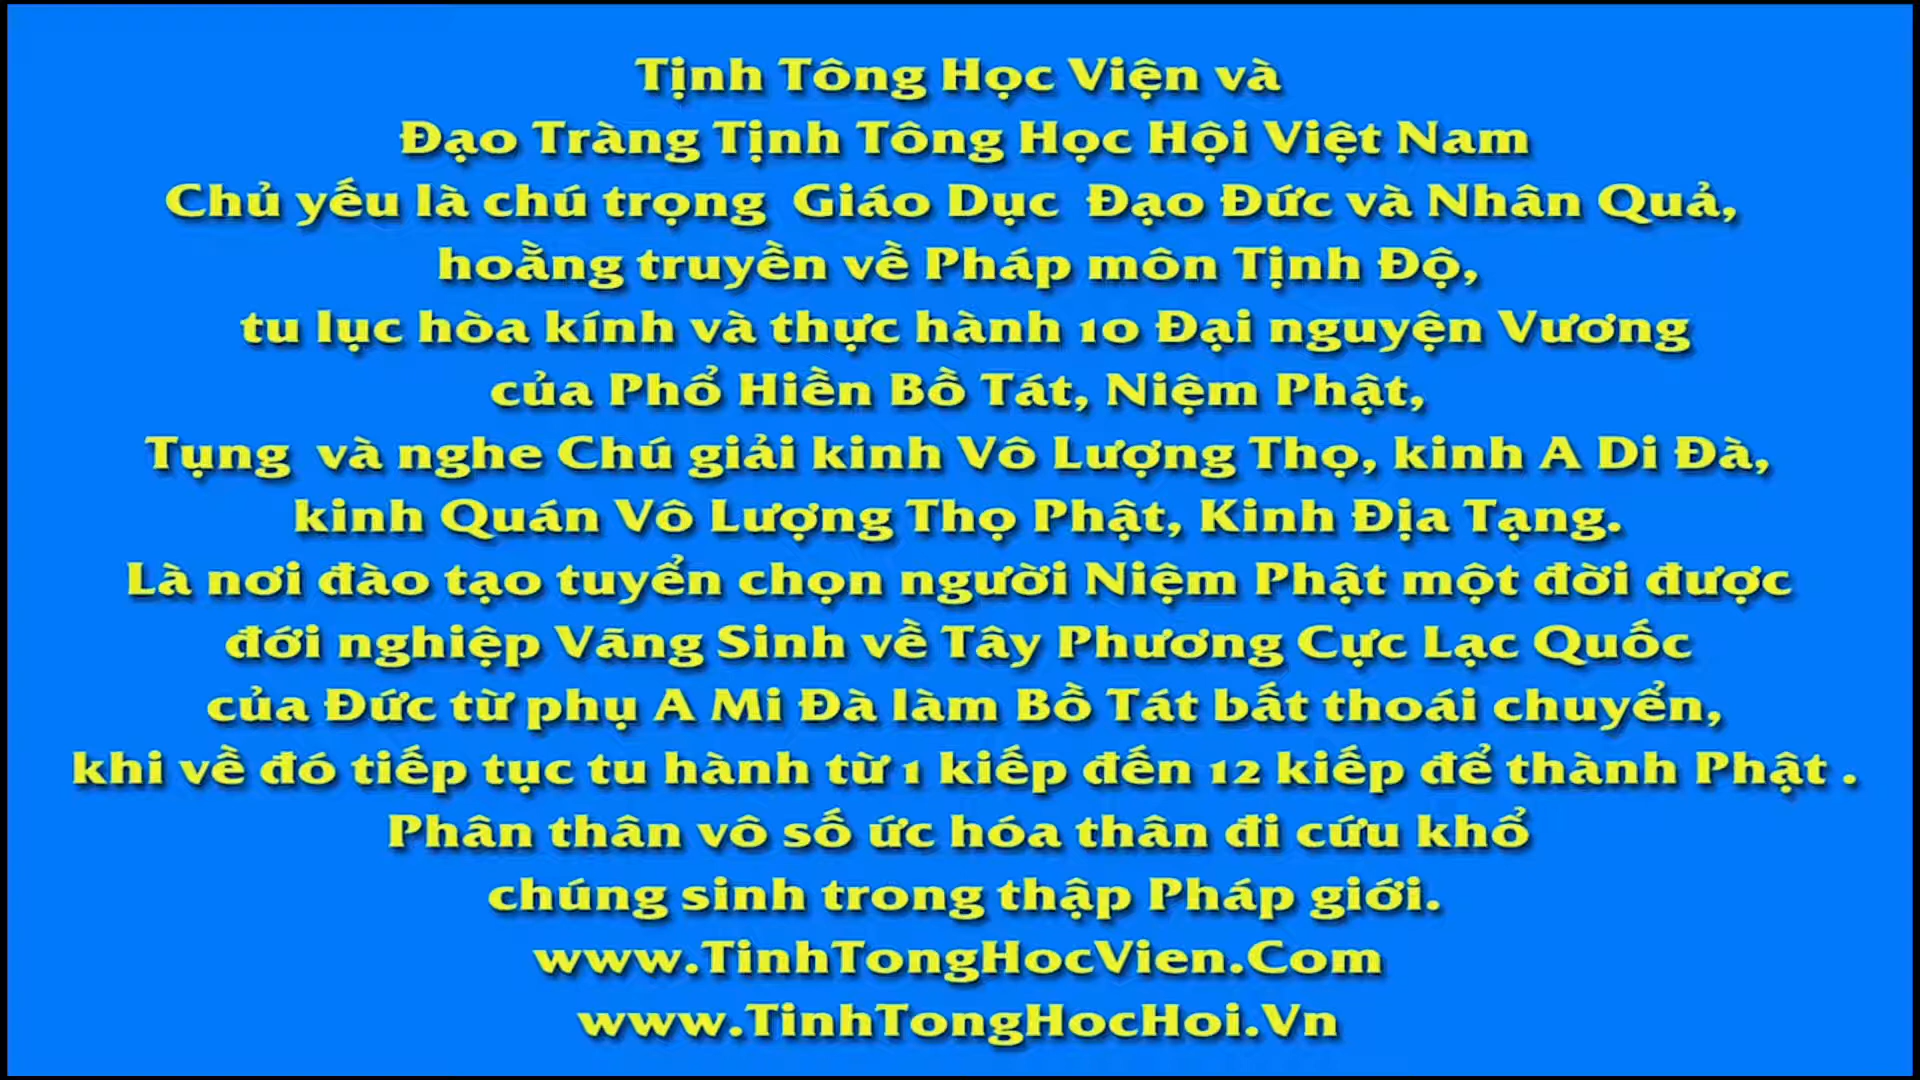 Tịnh Tông Học Viện và
Đạo Tràng Tịnh Tông Học Hội Việt Nam
Chủ yếu là chú trọng Giáo Dục Đạo Đức và Nhân Quả,
hoằng truyền về Pháp môn Tịnh Độ,
tu lục hòa kính và thực hành 10 Đại nguyện Vương
của Phổ Hiền Bồ Tát, Niệm Phật,
Tụng và nghe Chú giải kinh Vô Lượng Thọ, kinh A Di Đà,
kinh Quán Vô Lượng Thọ Phật, Kinh Địa Tạng.
Là nơi đào tạo tuyển chọn người Niệm Phật một đời được
đới nghiệp Vãng Sinh về Tây Phương Cực Lạc Quốc
của Đức từ phụ A Mi Đà làm Bồ Tát bất thoái chuyển,
khi về đó tiếp tục tu hành từ 1 kiếp đến 12 kiếp để thành Phật .
Phân thân vô số ức hóa thân đi cứu khổ
chúng sinh trong thập Pháp giới.
www.TinhTongHocVien.Com
www.TinhTongHocHoi.Vn